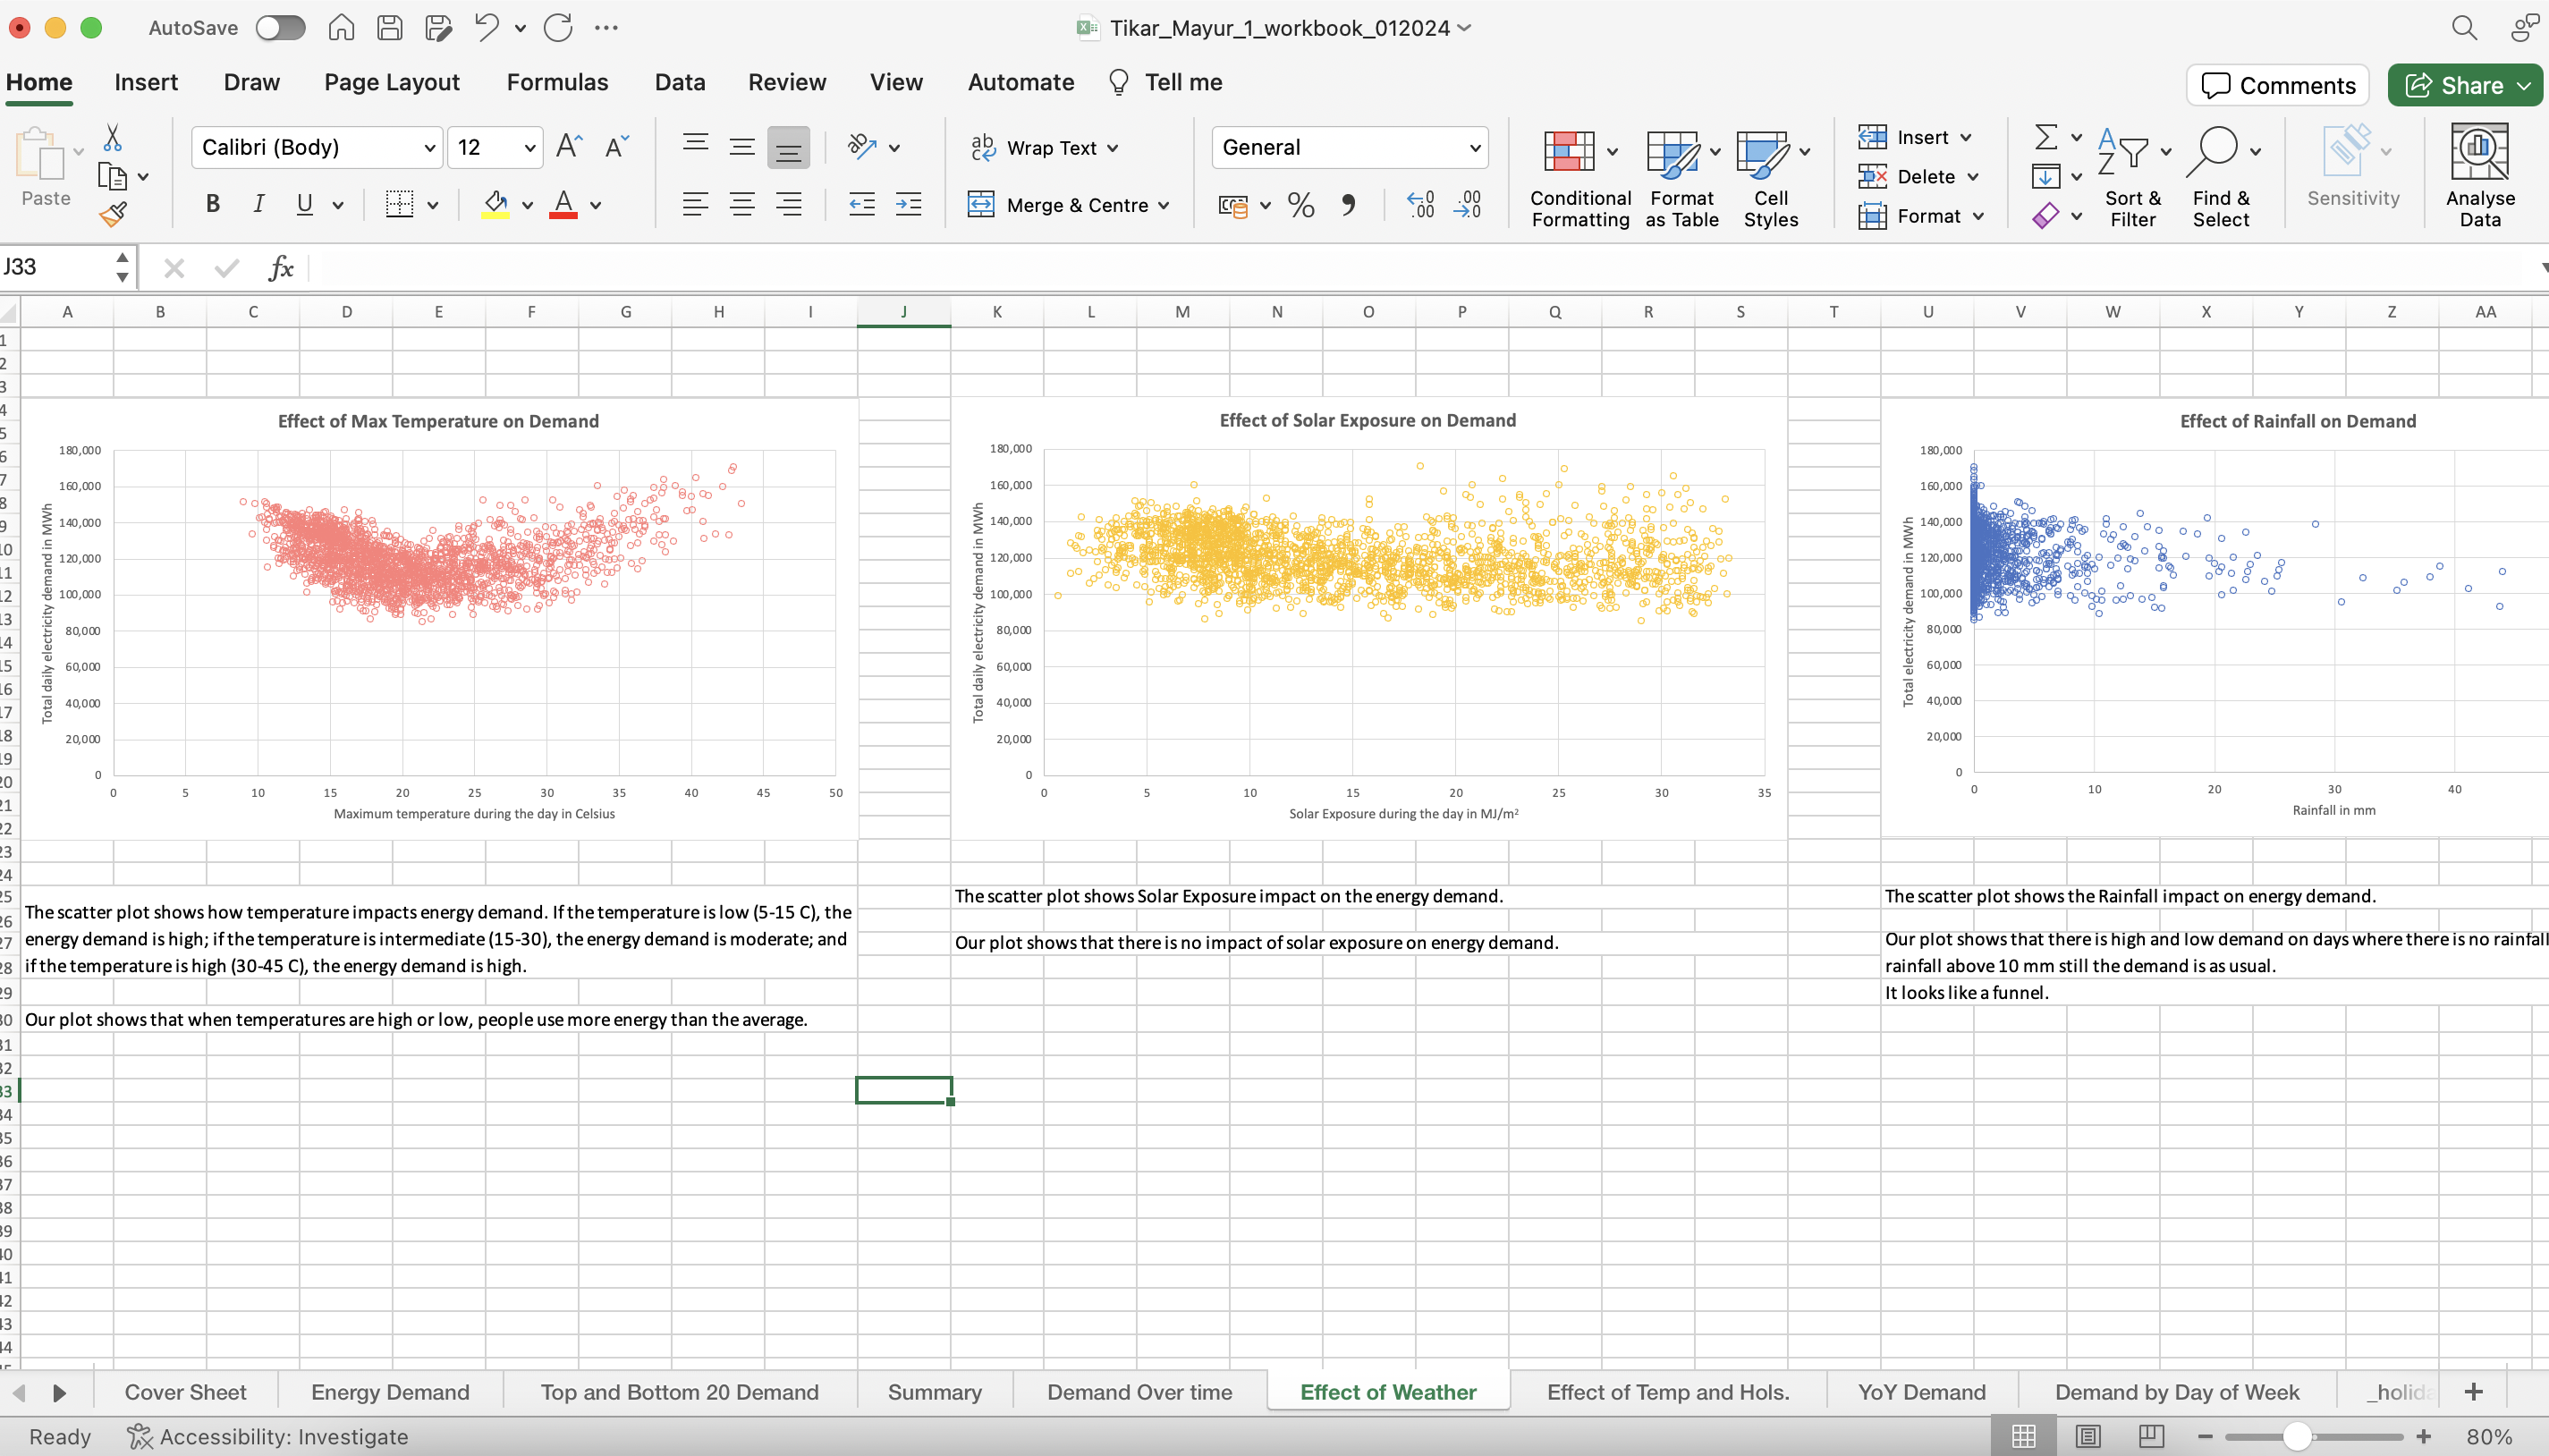 AutoSave
Tikar_Mayur_1_workbook_012024
Home Insert Draw Page Layout Formulas Data Review View Automate Tell me
Comments Share
Paste
Calibri (Body) 12
B I U
ab c Wrap Text
Merge & Centre
General
Conditional Formatting
Format as Table
Cell Styles
Insert
Delete
Format
Sort & Filter
Find & Select
Sensitivity
Analyse Data
J33 fx
A B C D E F G H I J K L M N O P Q R S T U V W X Y Z AA
Effect of Max Temperature on Demand
Total daily electricity demand in MWh
180,000
160,000
140,000
120,000
100,000
80,000
60,000
40,000
20,000
0
0 5 10 15 20 25 30 35 40 45 50
Maximum temperature during the day in Celsius
Effect of Solar Exposure on Demand
Total daily electricity demand in MWh
180,000
160,000
140,000
120,000
100,000
80,000
60,000
40,000
20,000
0
0 5 10 15 20 25 30 35
Solar Exposure during the day in MJ/m²
Effect of Rainfall on Demand
Total electricity demand in MWh
180,000
160,000
140,000
120,000
100,000
80,000
60,000
40,000
20,000
0
0 10 20 30 40
Rainfall in mm
The scatter plot shows how temperature impacts energy demand. If the temperature is low (5-15 C), the
energy demand is high; if the temperature is intermediate (15-30), the energy demand is moderate; and
if the temperature is high (30-45 C), the energy demand is high.
Our plot shows that when temperatures are high or low, people use more energy than the average.
The scatter plot shows Solar Exposure impact on the energy demand.
Our plot shows that there is no impact of solar exposure on energy demand.
The scatter plot shows the Rainfall impact on energy demand.
Our plot shows that there is high and low demand on days where there is no rainfall
rainfall above 10 mm still the demand is as usual.
It looks like a funnel.
Cover Sheet Energy Demand Top and Bottom 20 Demand Summary Demand Over time Effect of Weather Effect of Temp and Hols. YoY Demand Demand by Day of Week
Ready Accessibility: Investigate 80%